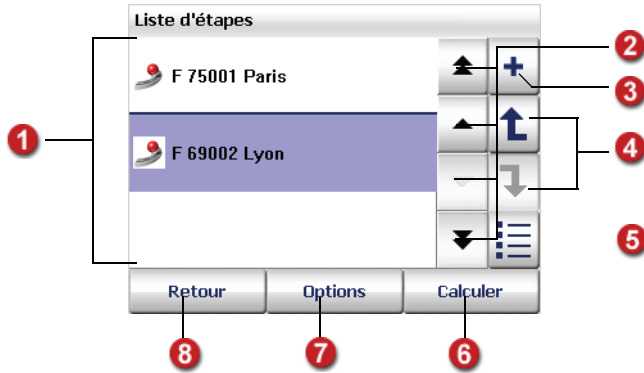 Liste d'étapes
F 75001 Paris
F 69002 Lyon
Retour
Options
Calculer
1
2
3
4
5
6
7
8